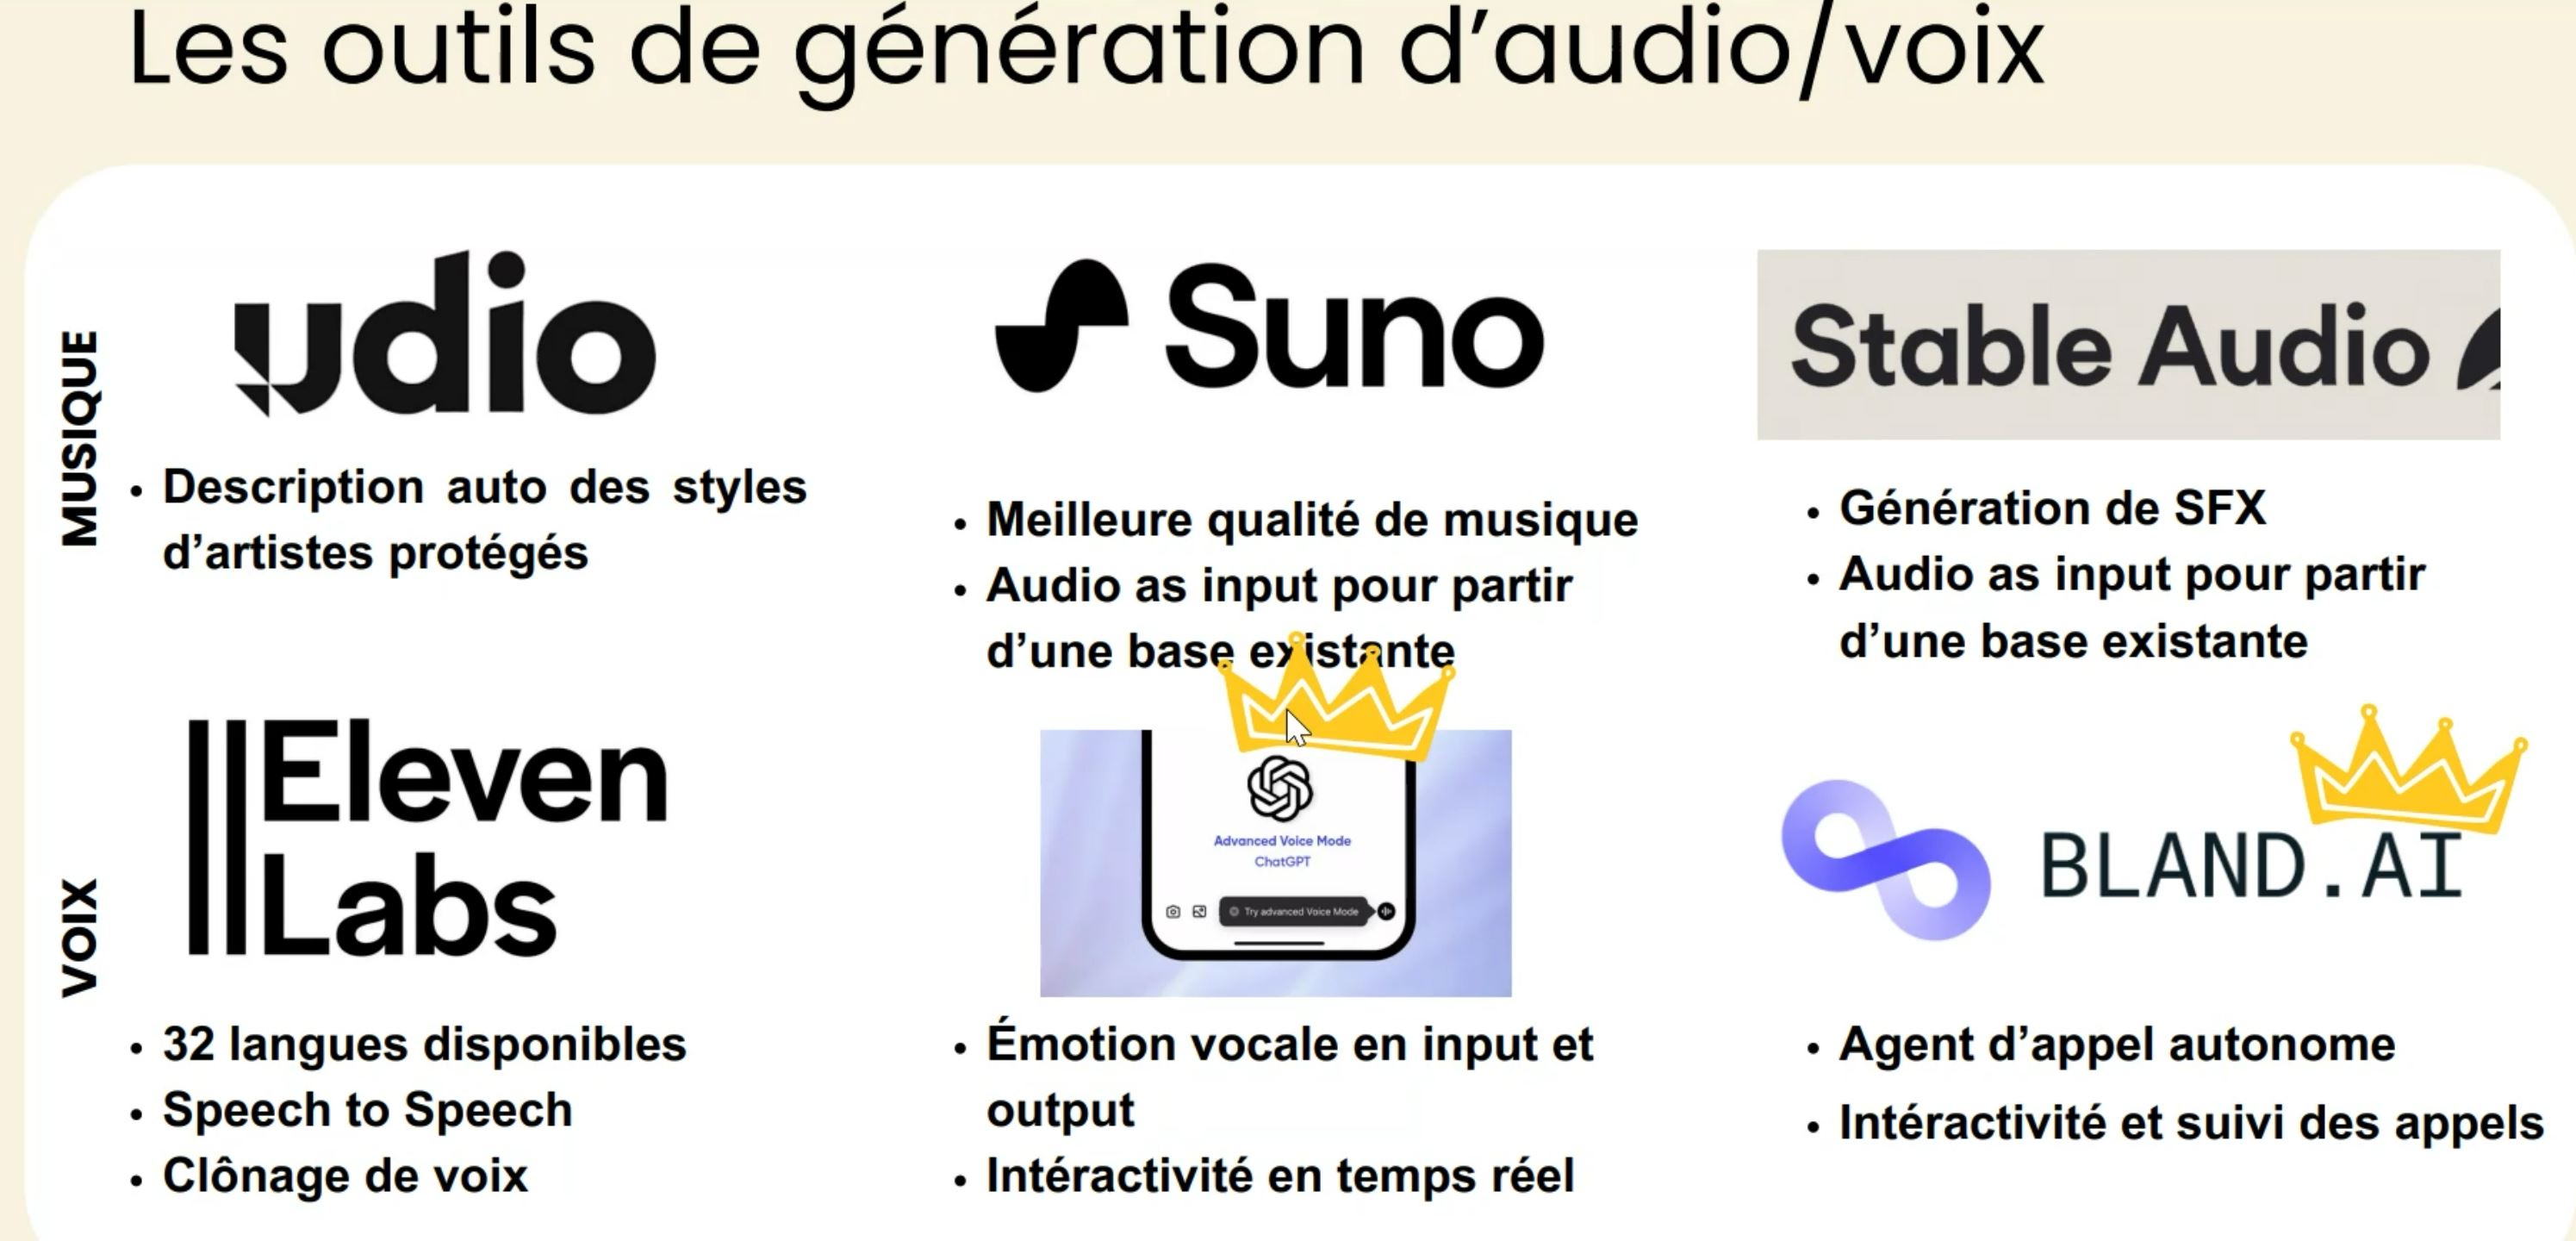 Les outils de génération d’audio/voix
MUSIQUE
udio
• Description auto des styles
d’artistes protégés
Suno
• Meilleure qualité de musique
• Audio as input pour partir
d’une base existante
Stable Audio
• Génération de SFX
• Audio as input pour partir
d’une base existante
VOIX
Eleven
Labs
• 32 langues disponibles
• Speech to Speech
• Clônage de voix
Advanced Voice Mode
ChatGPT
Try advanced Voice Mode
• Émotion vocale en input et
output
• Intéractivité en temps réel
BLAND.AI
• Agent d’appel autonome
• Intéractivité et suivi des appels